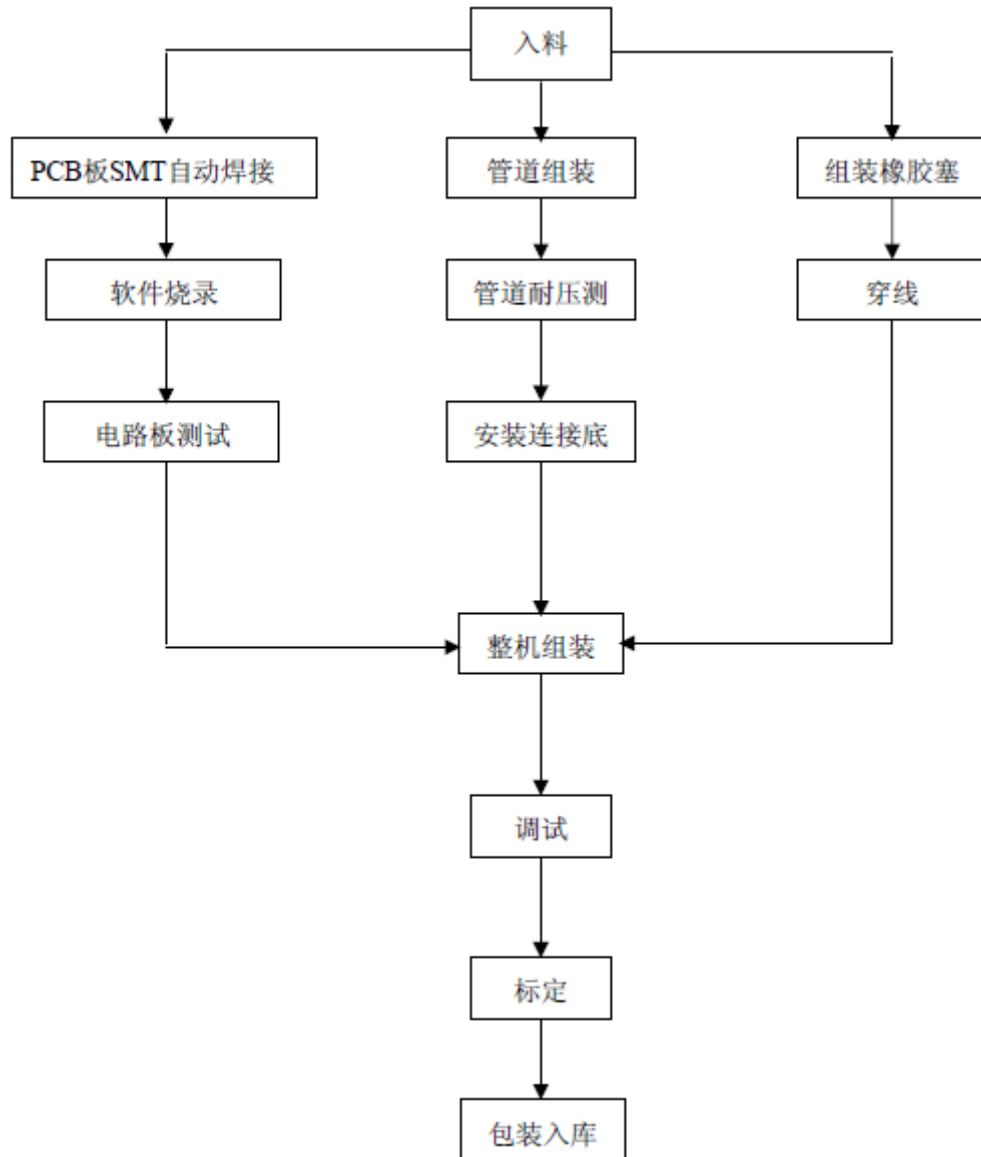 入料
PCB板SMT自动焊接
管道组装
组装橡胶塞
软件烧录
管道耐压测
穿线
电路板测试
安装连接底
整机组装
调试
标定
包装入库